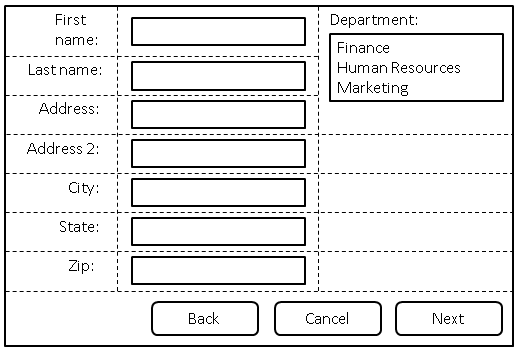 First
name:
Last name:
Address:
Address 2:
City:
State:
Zip:
Department:
Finance
Human Resources
Marketing
Back
Cancel
Next